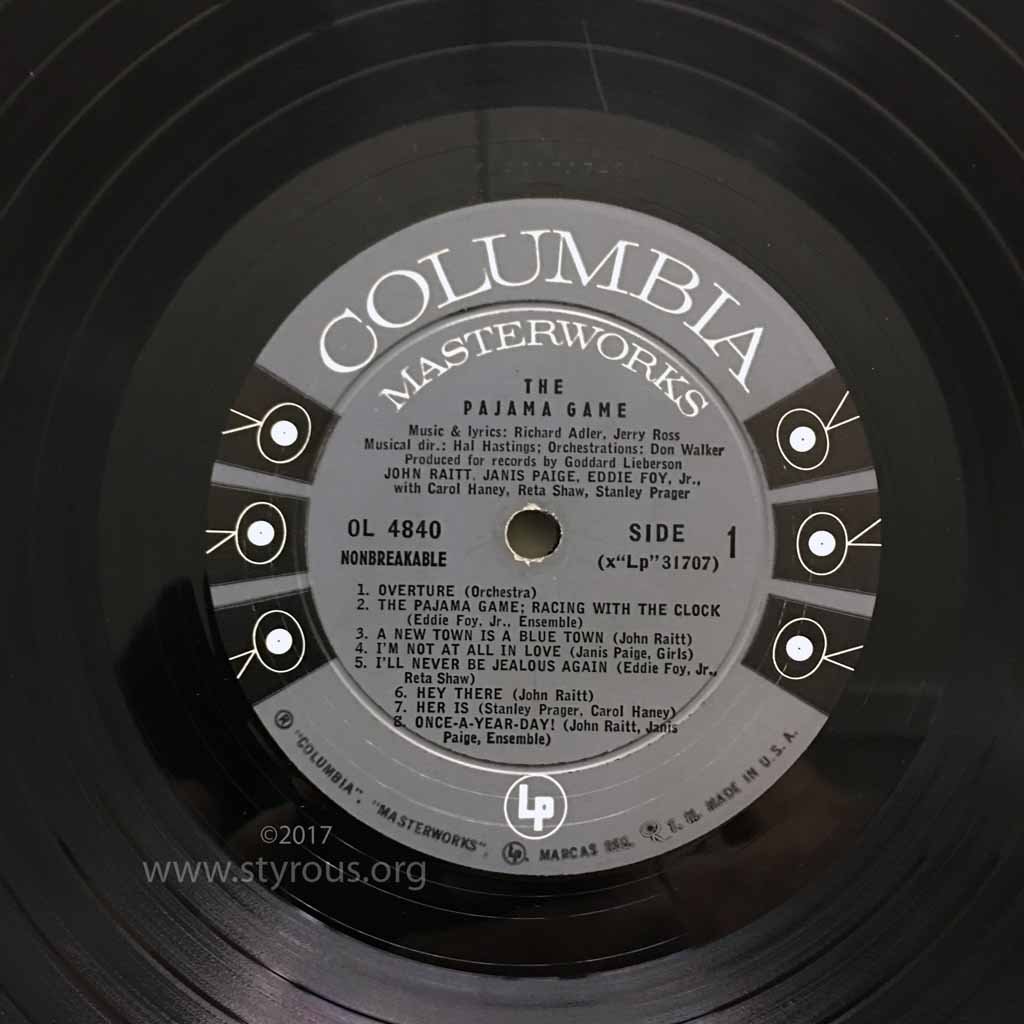 COLUMBIA
MASTERWORKS
THE
PAJAMA GAME
Music & lyrics: Richard Adler, Jerry Ross
Musical dir.: Hal Hastings; Orchestrations: Don Walker
Produced for records by Goddard Lieberson
JOHN RAITT. JANIS PAIGE, EDDIE FOY, Jr.,
with Carol Haney, Reta Shaw, Stanley Prager
OL 4840
NONBREAKABLE
SIDE 1
(x“Lp”31707)
1. OVERTURE (Orchestra)
2. THE PAJAMA GAME; RACING WITH THE CLOCK
(Eddie Foy. Jr., Ensemble)
3. A NEW TOWN IS A BLUE TOWN (John Raitt)
4. I'M NOT AT ALL IN LOVE (Janis Paige, Girls)
5. I'LL NEVER BE JEALOUS AGAIN (Eddie Foy, Jr.,
Reta Shaw)
6. HEY THERE (John Raitt)
7. HER IS (Stanley Prager, Carol Haney)
8. ONCE-A-YEAR-DAY! (John Raitt, Janis
Paige, Ensemble)
Lp
® “COLUMBIA”, “MASTERWORKS”, Lp, MARCAS REG. T. M. MADE IN U. S. A.
©2017
www.styrous.org